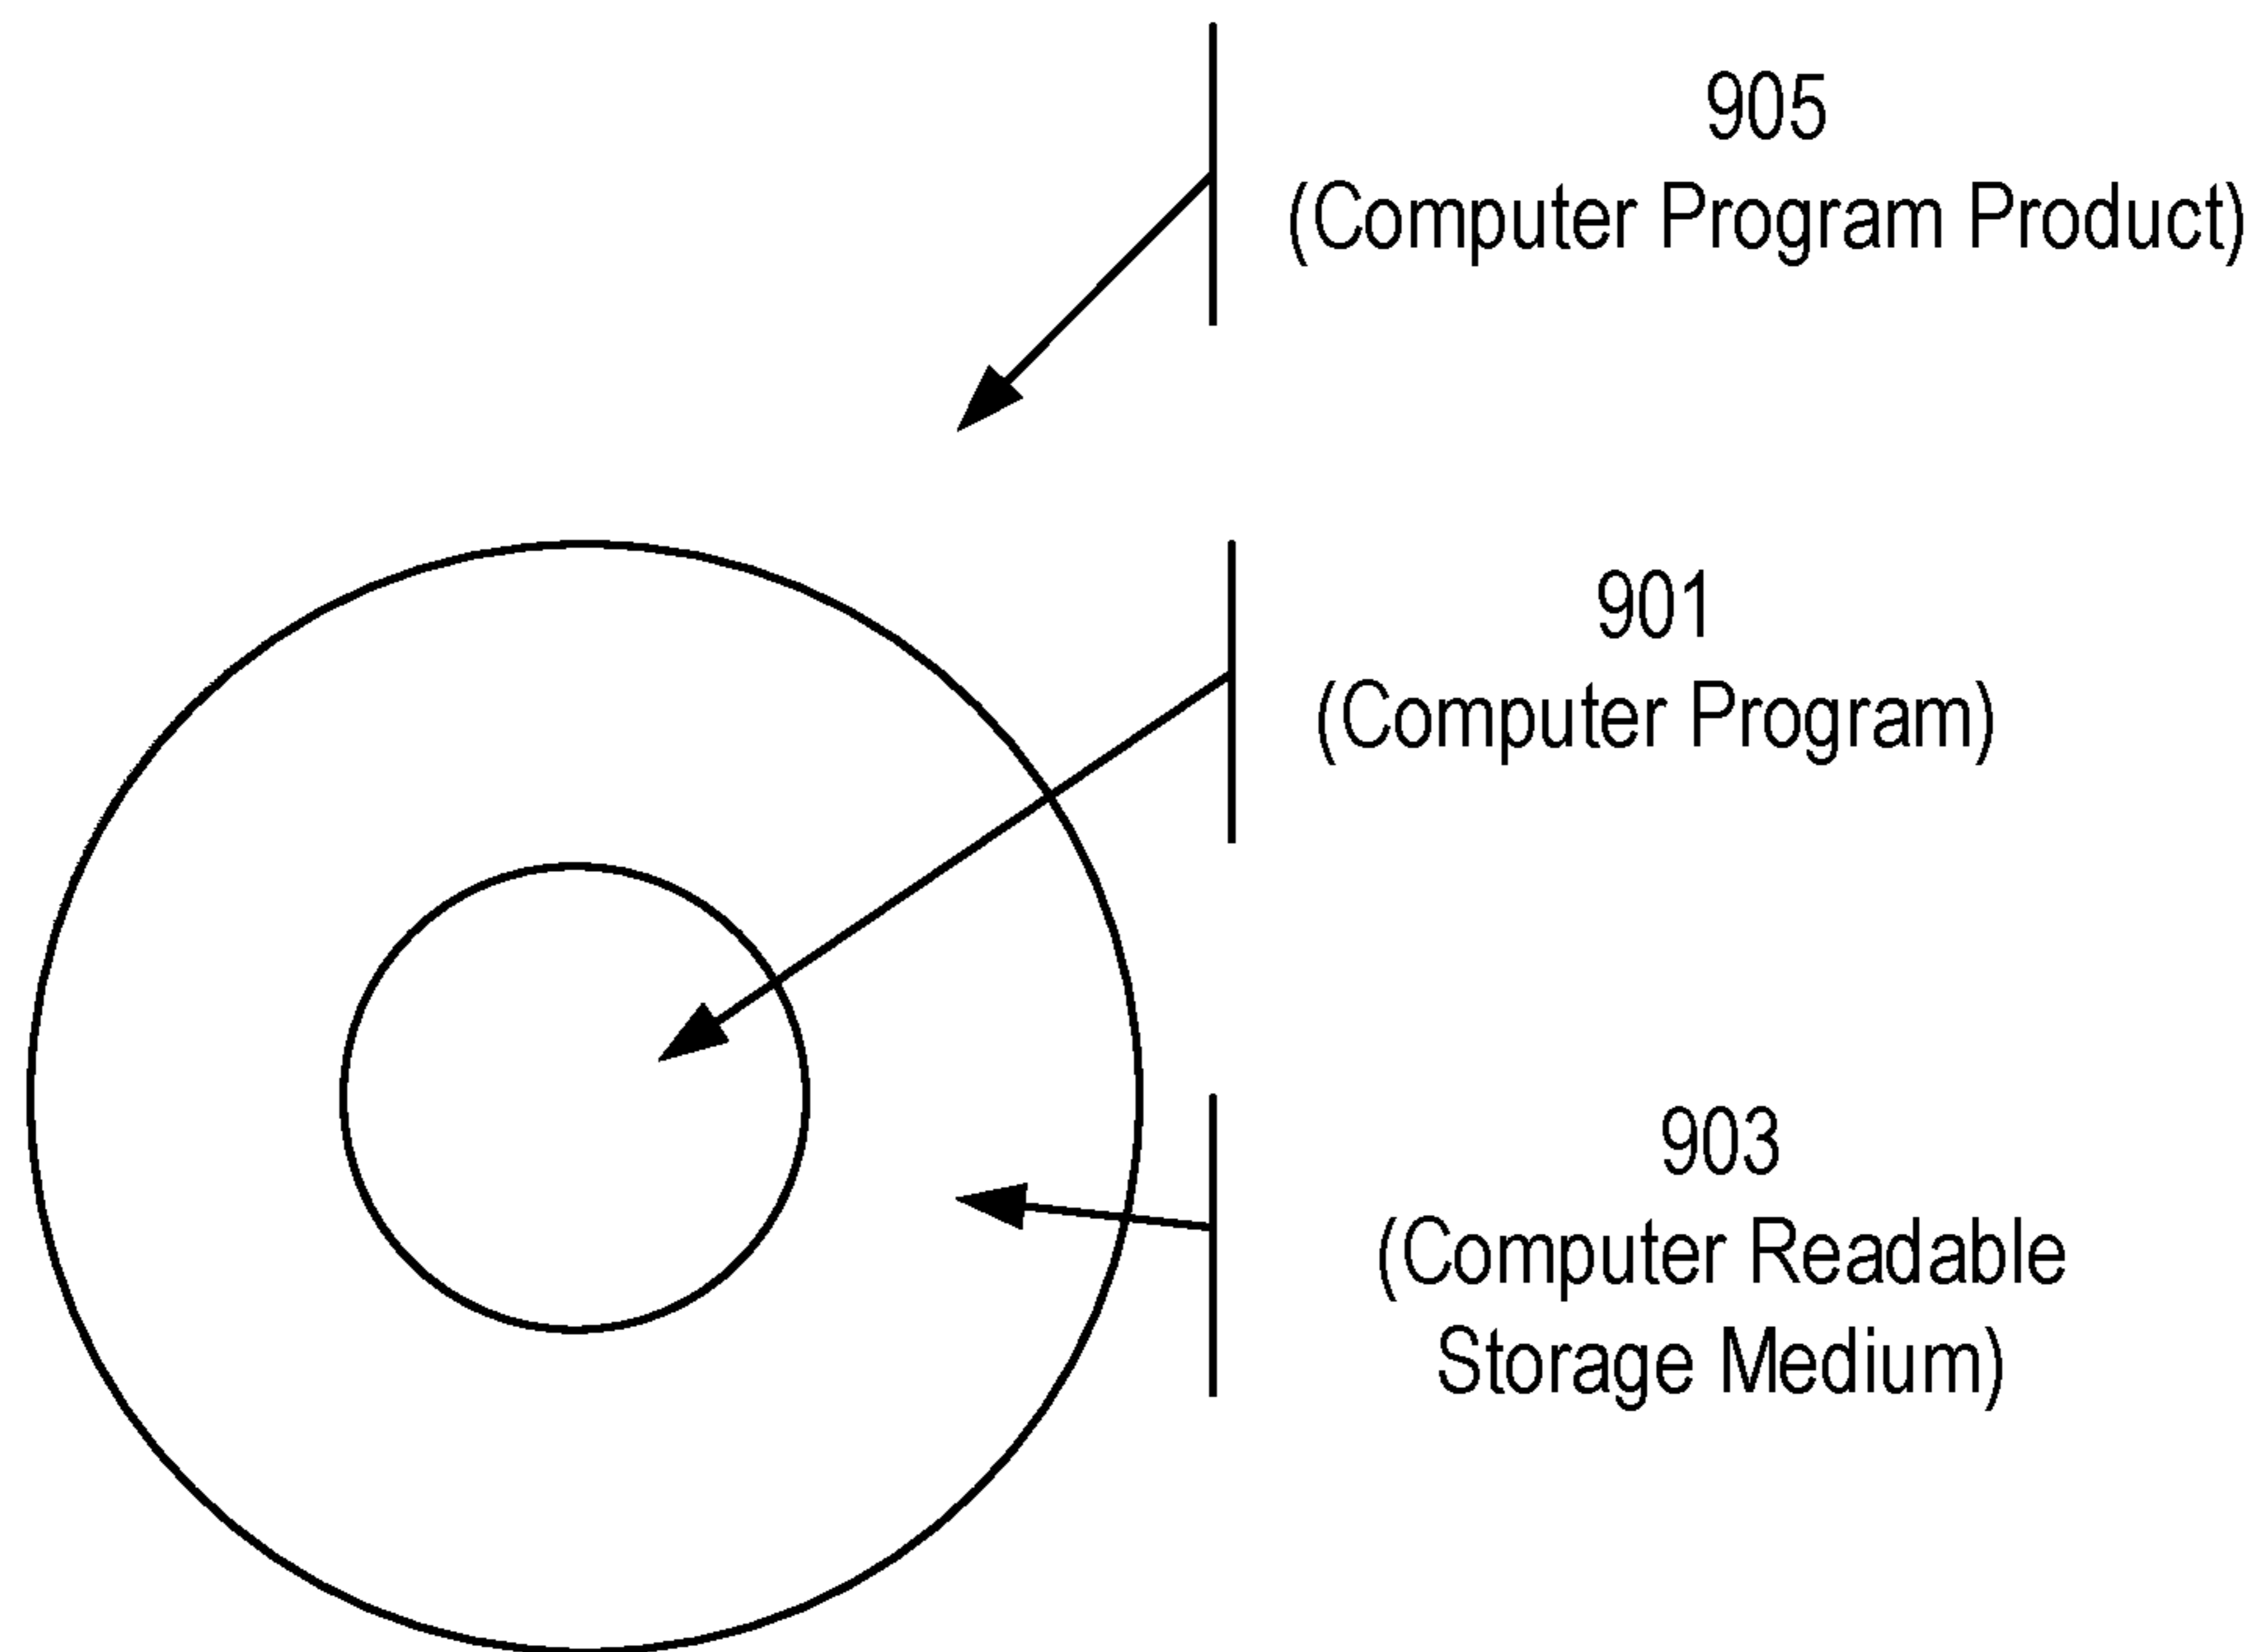 905
(Computer Program Product)
901
(Computer Program)
903
(Computer Readable
Storage Medium)